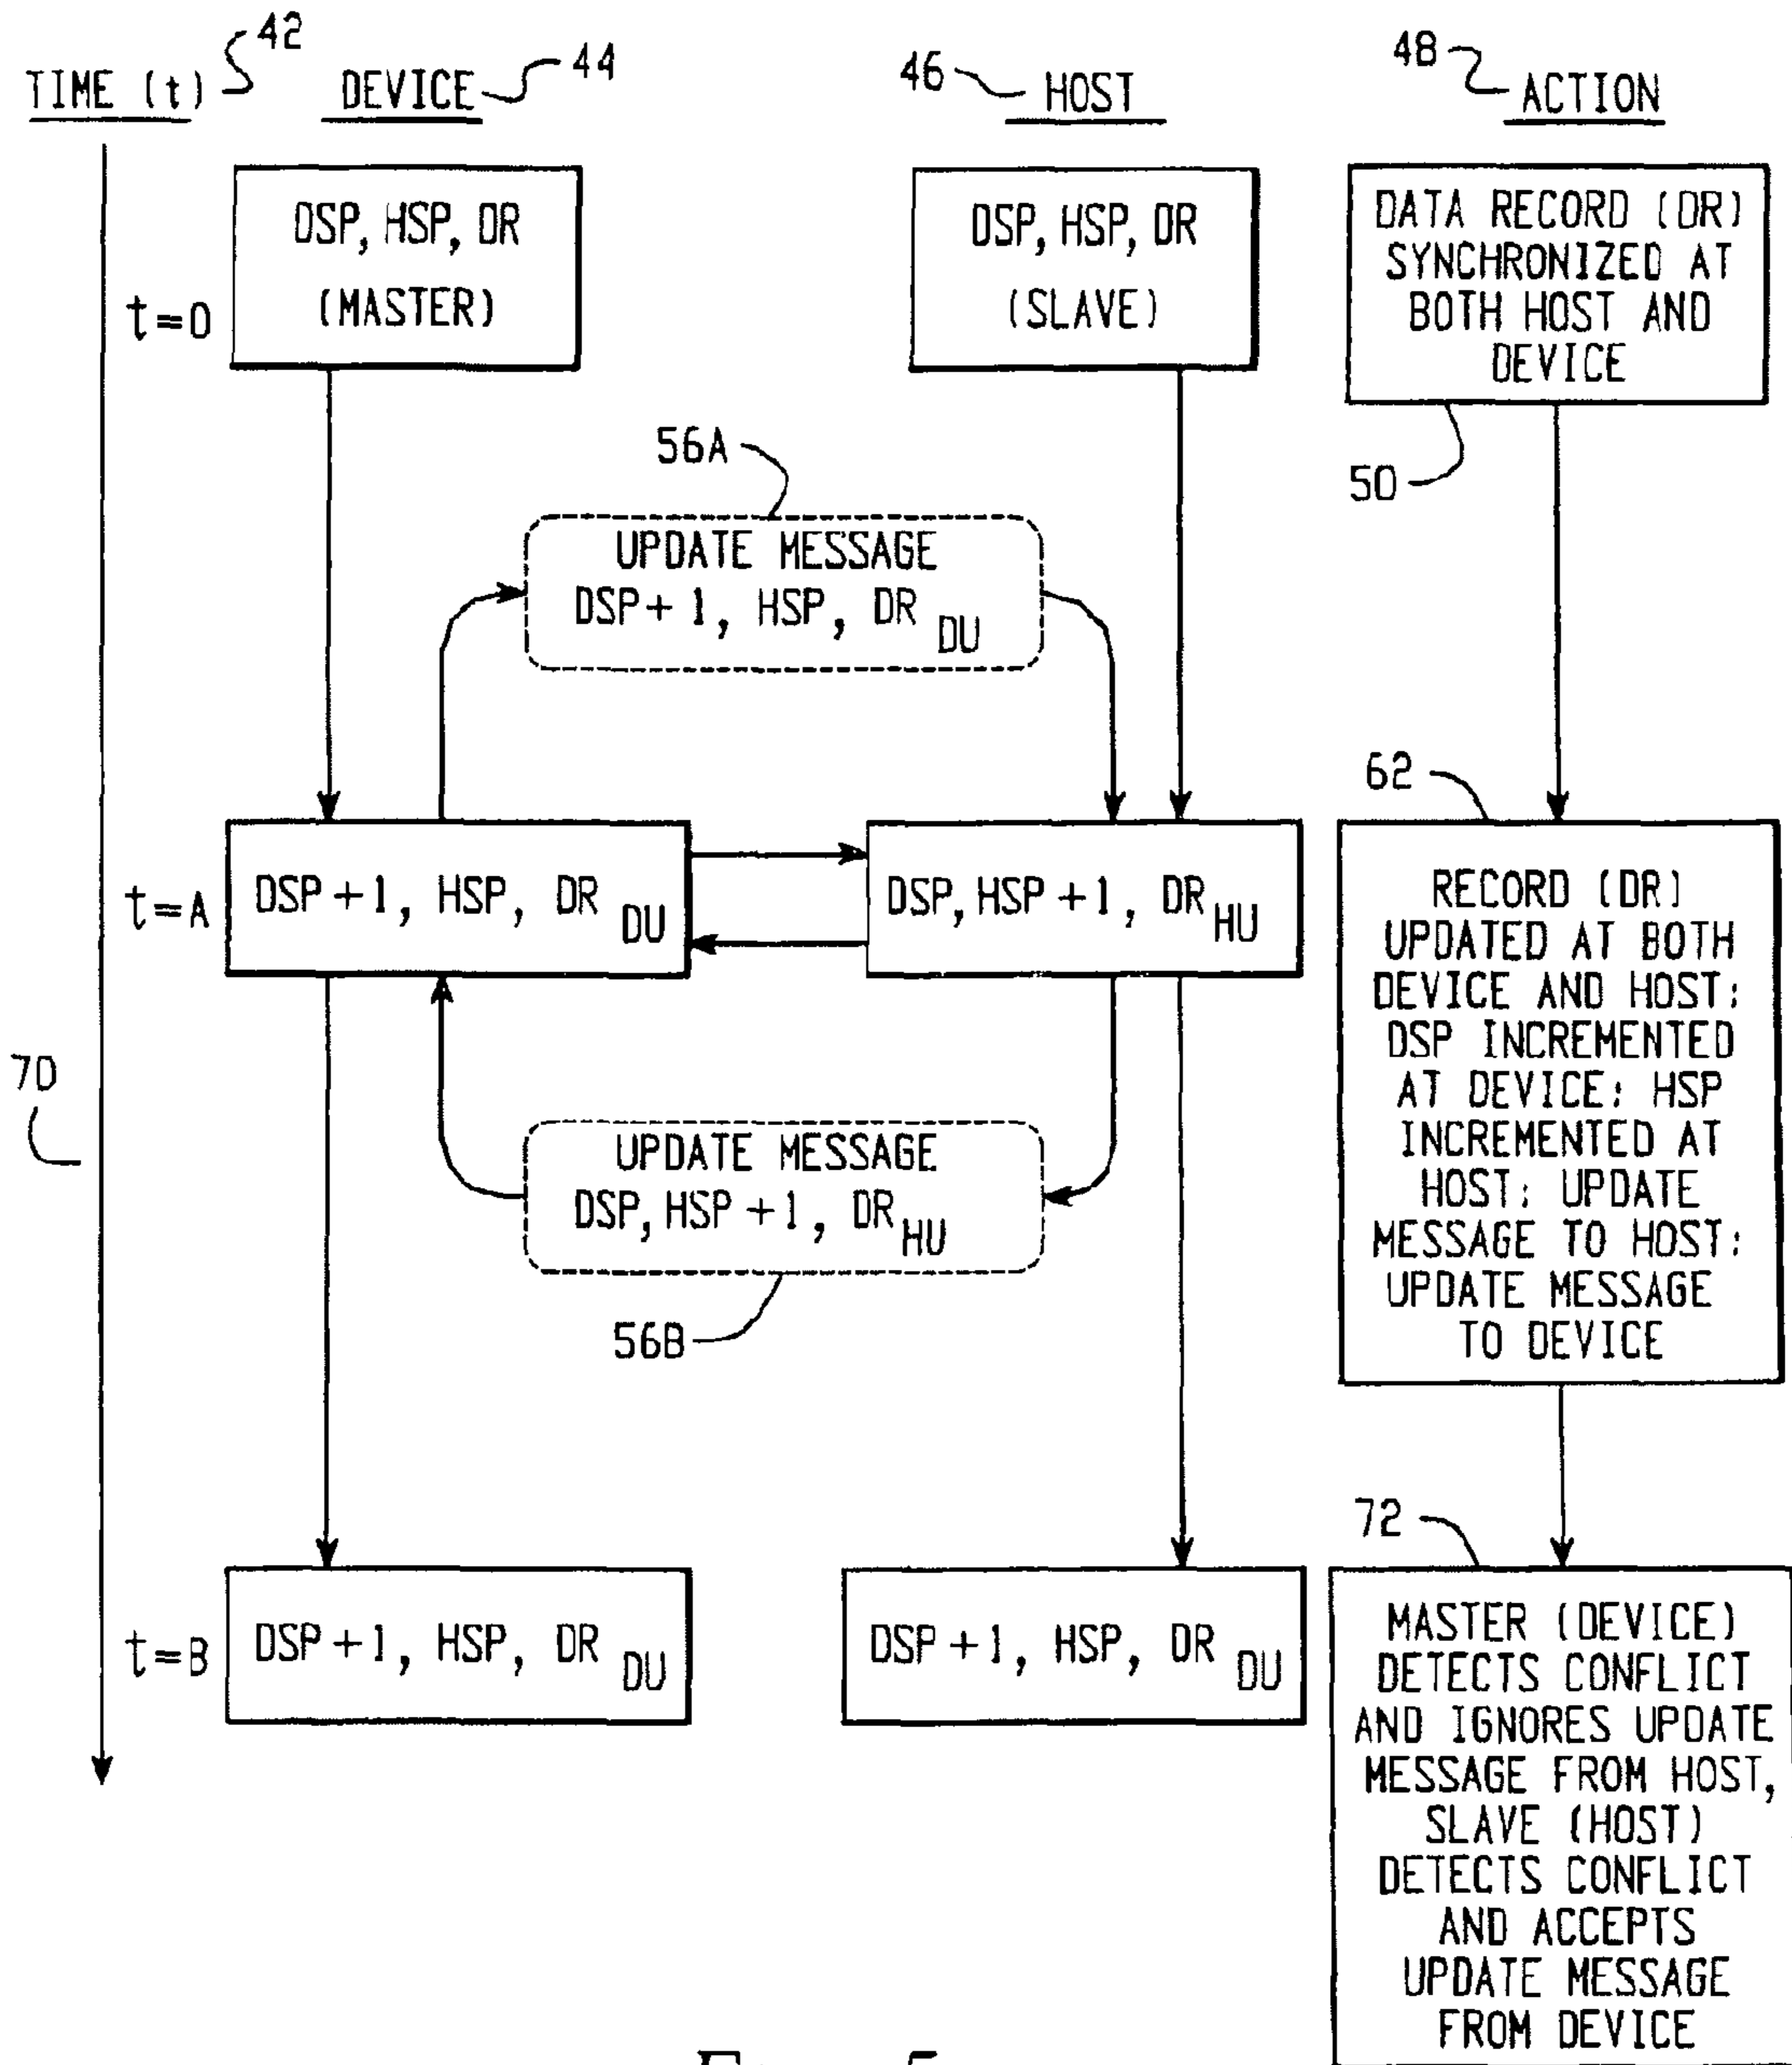 42
44
46
48
TIME (t)
DEVICE
HOST
ACTION
DSP, HSP, DR
(MASTER)
DSP, HSP, DR
(SLAVE)
DATA RECORD (DR)
SYNCHRONIZED AT
BOTH HOST AND
DEVICE
t=0
50
56A
UPDATE MESSAGE
DSP+1, HSP, DR DU
62
t=A
DSP+1, HSP, DR DU
DSP, HSP+1, DR HU
RECORD (DR)
UPDATED AT BOTH
DEVICE AND HOST;
DSP INCREMENTED
AT DEVICE; HSP
INCREMENTED AT
HOST; UPDATE
MESSAGE TO HOST;
UPDATE MESSAGE
TO DEVICE
70
UPDATE MESSAGE
DSP, HSP+1, DR HU
56B
72
t=B
DSP+1, HSP, DR DU
DSP+1, HSP, DR DU
MASTER (DEVICE)
DETECTS CONFLICT
AND IGNORES UPDATE
MESSAGE FROM HOST,
SLAVE (HOST)
DETECTS CONFLICT
AND ACCEPTS
UPDATE MESSAGE
FROM DEVICE